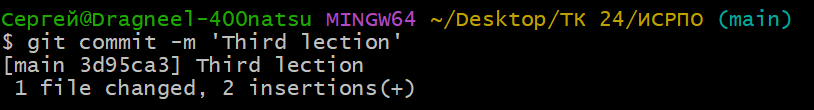 Сергей@Dragneel-400natsu MINGW64 ~/Desktop/ТК 24/ИСРПО (main)
$ git commit -m 'Third lection'
[main 3d95ca3] Third lection
 1 file changed, 2 insertions(+)